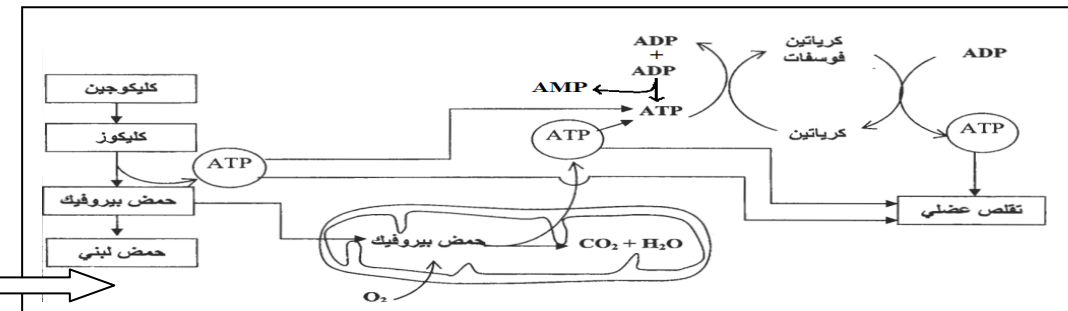 كليكوجين
كليكوز
ATP
حمض بيروفيك
حمض لبني
حمض بيروفيك
CO₂ + H₂O
O₂
ATP
ADP
+
ADP
AMP
ATP
كرياتين
فوسفات
كرياتين
ADP
ATP
تقلص عضلي